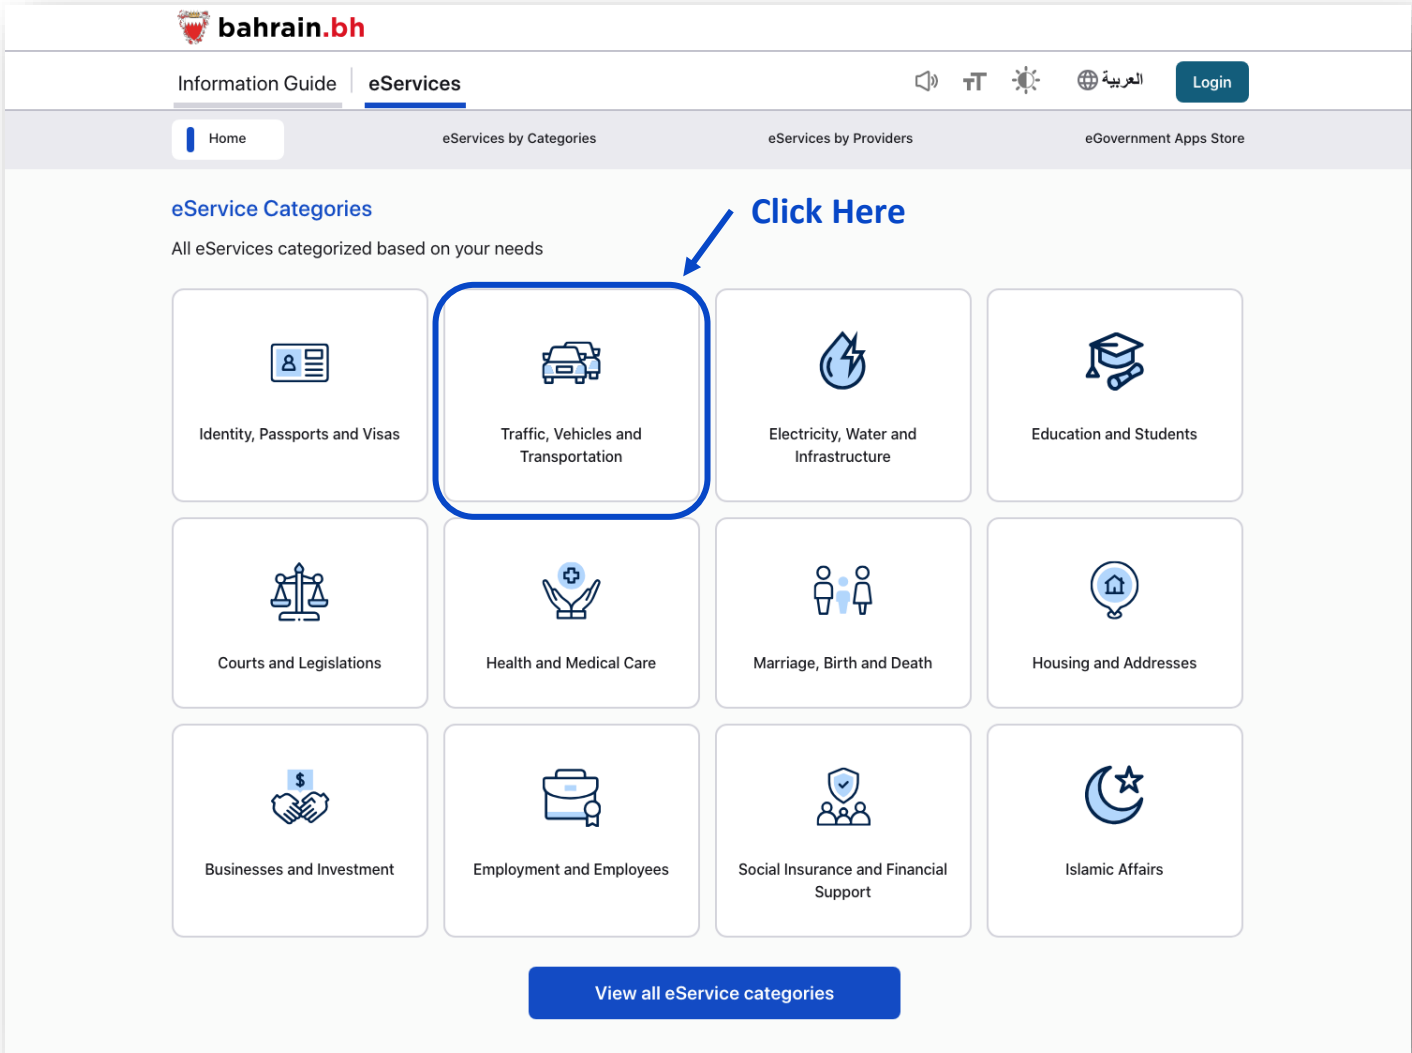 bahrain.bh
Information Guide
eServices
العربية
Login
Home
eServices by Categories
eServices by Providers
eGovernment Apps Store
eService Categories
Click Here
All eServices categorized based on your needs
Identity, Passports and Visas
Traffic, Vehicles and
Transportation
Electricity, Water and
Infrastructure
Education and Students
Courts and Legislations
Health and Medical Care
Marriage, Birth and Death
Housing and Addresses
$
Businesses and Investment
Employment and Employees
Social Insurance and Financial
Support
Islamic Affairs
View all eService categories